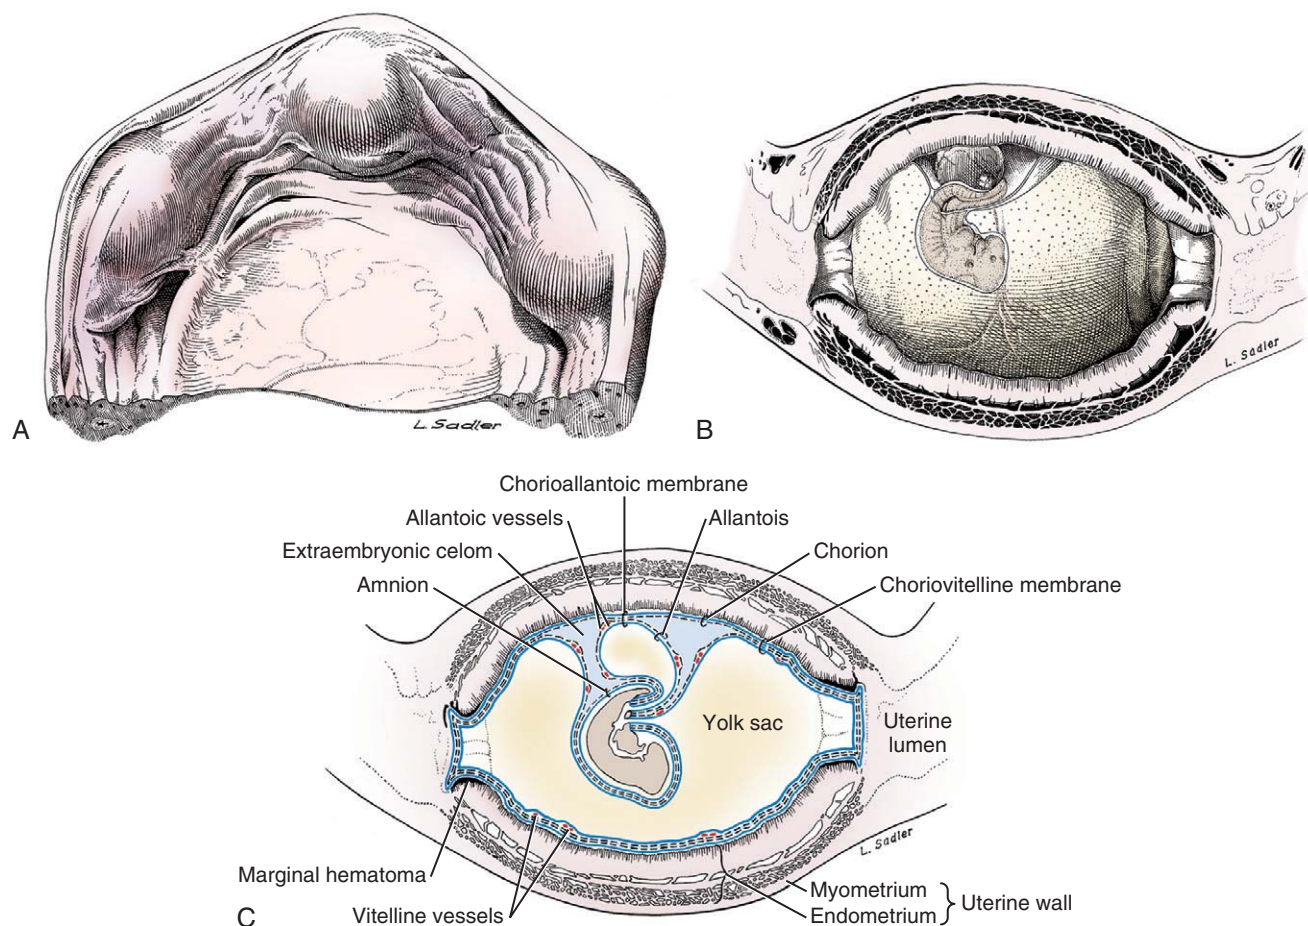 L. Sadler
A
L. Sadler
B
Chorioallantoic membrane
Allantoic vessels
Allantois
Extraembryonic celom
Chorion
Amnion
Choriovitelline membrane
Yolk sac
Uterine
lumen
L. Sadler
Marginal hematoma
Vitelline vessels
Myometrium
Endometrium
Uterine wall
C